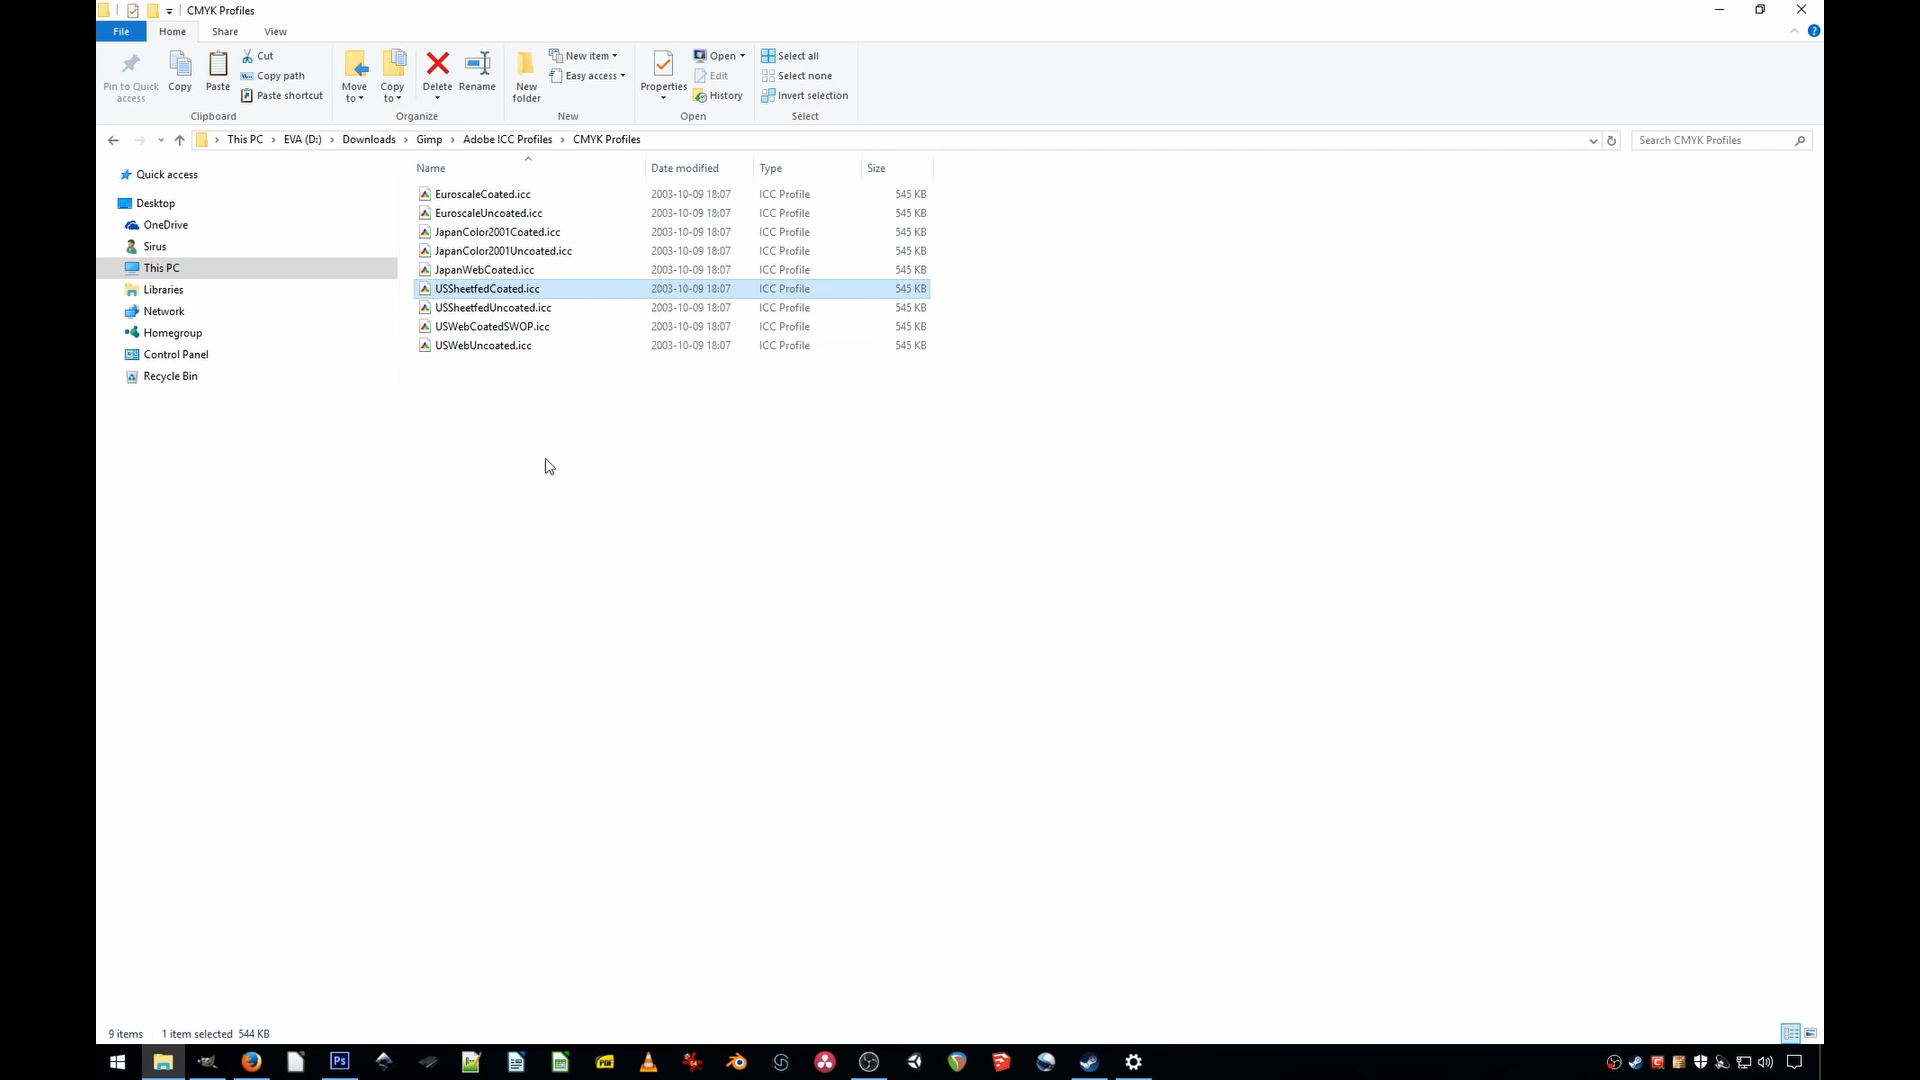 CMYK Profiles
File Home Share View
Pin to Quick access
Copy
Paste
Cut
Copy path
Paste shortcut
Clipboard
Move to
Copy to
Delete
Rename
Organize
New folder
New item
Easy access
New
Properties
Open
Edit
History
Open
Select all
Select none
Invert selection
Select
This PC > EVA (D:) > Downloads > Gimp > Adobe ICC Profiles > CMYK Profiles
Search CMYK Profiles
Quick access
Desktop
OneDrive
Sirus
This PC
Libraries
Network
Homegroup
Control Panel
Recycle Bin
Name Date modified Type Size
EuroscaleCoated.icc 2003-10-09 18:07 ICC Profile 545 KB
EuroscaleUncoated.icc 2003-10-09 18:07 ICC Profile 545 KB
JapanColor2001Coated.icc 2003-10-09 18:07 ICC Profile 545 KB
JapanColor2001Uncoated.icc 2003-10-09 18:07 ICC Profile 545 KB
JapanWebCoated.icc 2003-10-09 18:07 ICC Profile 545 KB
USSheetfedCoated.icc 2003-10-09 18:07 ICC Profile 545 KB
USSheetfedUncoated.icc 2003-10-09 18:07 ICC Profile 545 KB
USWebCoatedSWOP.icc 2003-10-09 18:07 ICC Profile 545 KB
USWebUncoated.icc 2003-10-09 18:07 ICC Profile 545 KB
9 items 1 item selected 544 KB
Ps